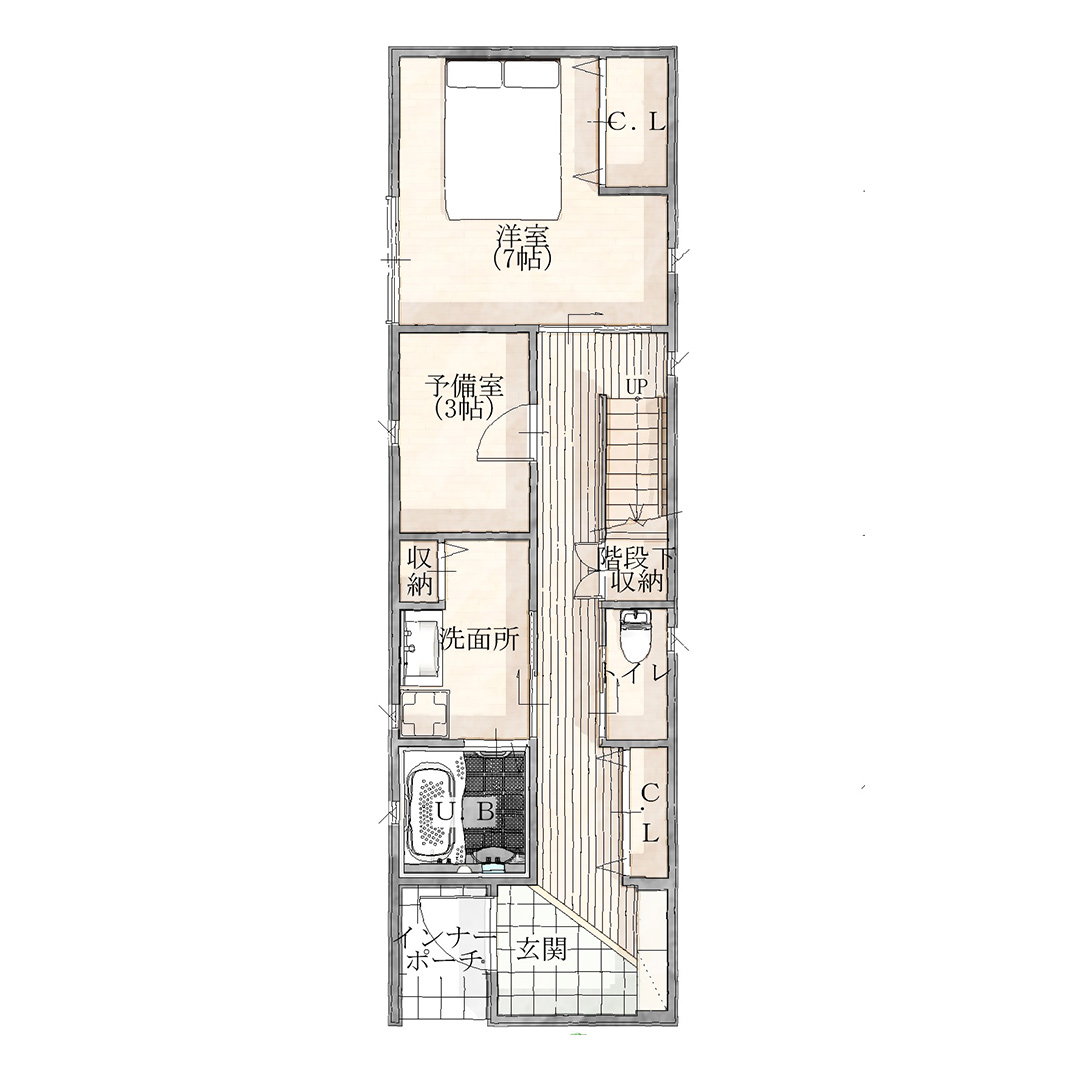 C.L
洋室
(7帖)
予備室
(3帖)
UP
収
納
階段下
収納
洗面所
トイレ
U.B
C.L
インナー
ポーチ
玄関